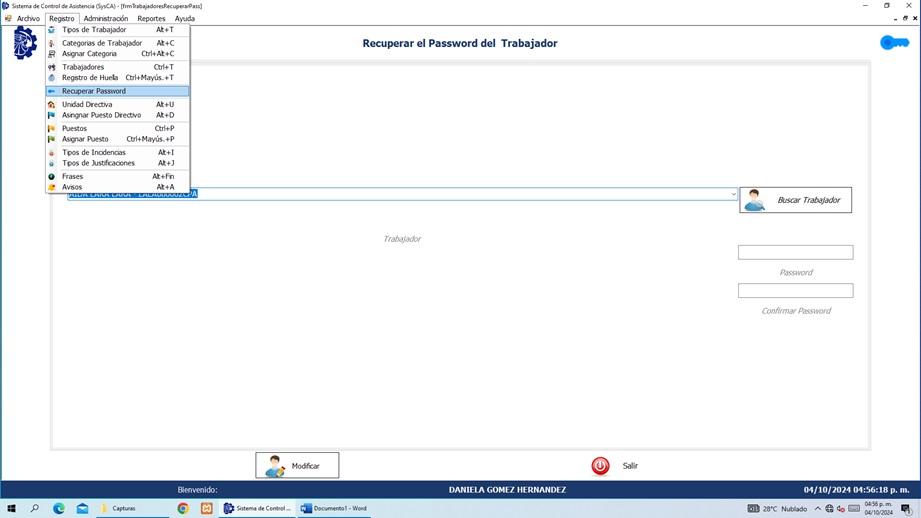 Sistema de Control de Asistencia (SysCA) - [frmTrabajadoresRecuperarPass]
Archivo Registro Administración Reportes Ayuda
Tipos de Trabajador Alt+T
Categorias de Trabajador Alt+C
Asignar Categoria Ctrl+Alt+C
Trabajadores Ctrl+T
Registro de Huella Ctrl+Mayús.+T
Recuperar Password
Unidad Directiva Alt+U
Asingnar Puesto Directivo Alt+D
Puestos Ctrl+P
Asignar Puesto Ctrl+Mayús.+P
Tipos de Incidencias Alt+I
Tipos de Justificaciones Alt+J
Frases Alt+Fin
Avisos Alt+A
Recuperar el Password del Trabajador
Buscar Trabajador
Trabajador
Password
Confirmar Password
Modificar
Salir
Bienvenido:
DANIELA GOMEZ HERNANDEZ
04/10/2024 04:56:18 p. m.
Capturas
Sistema de Control ...
Documento1 - Word
28°C Nublado
04:56 p. m.
04/10/2024